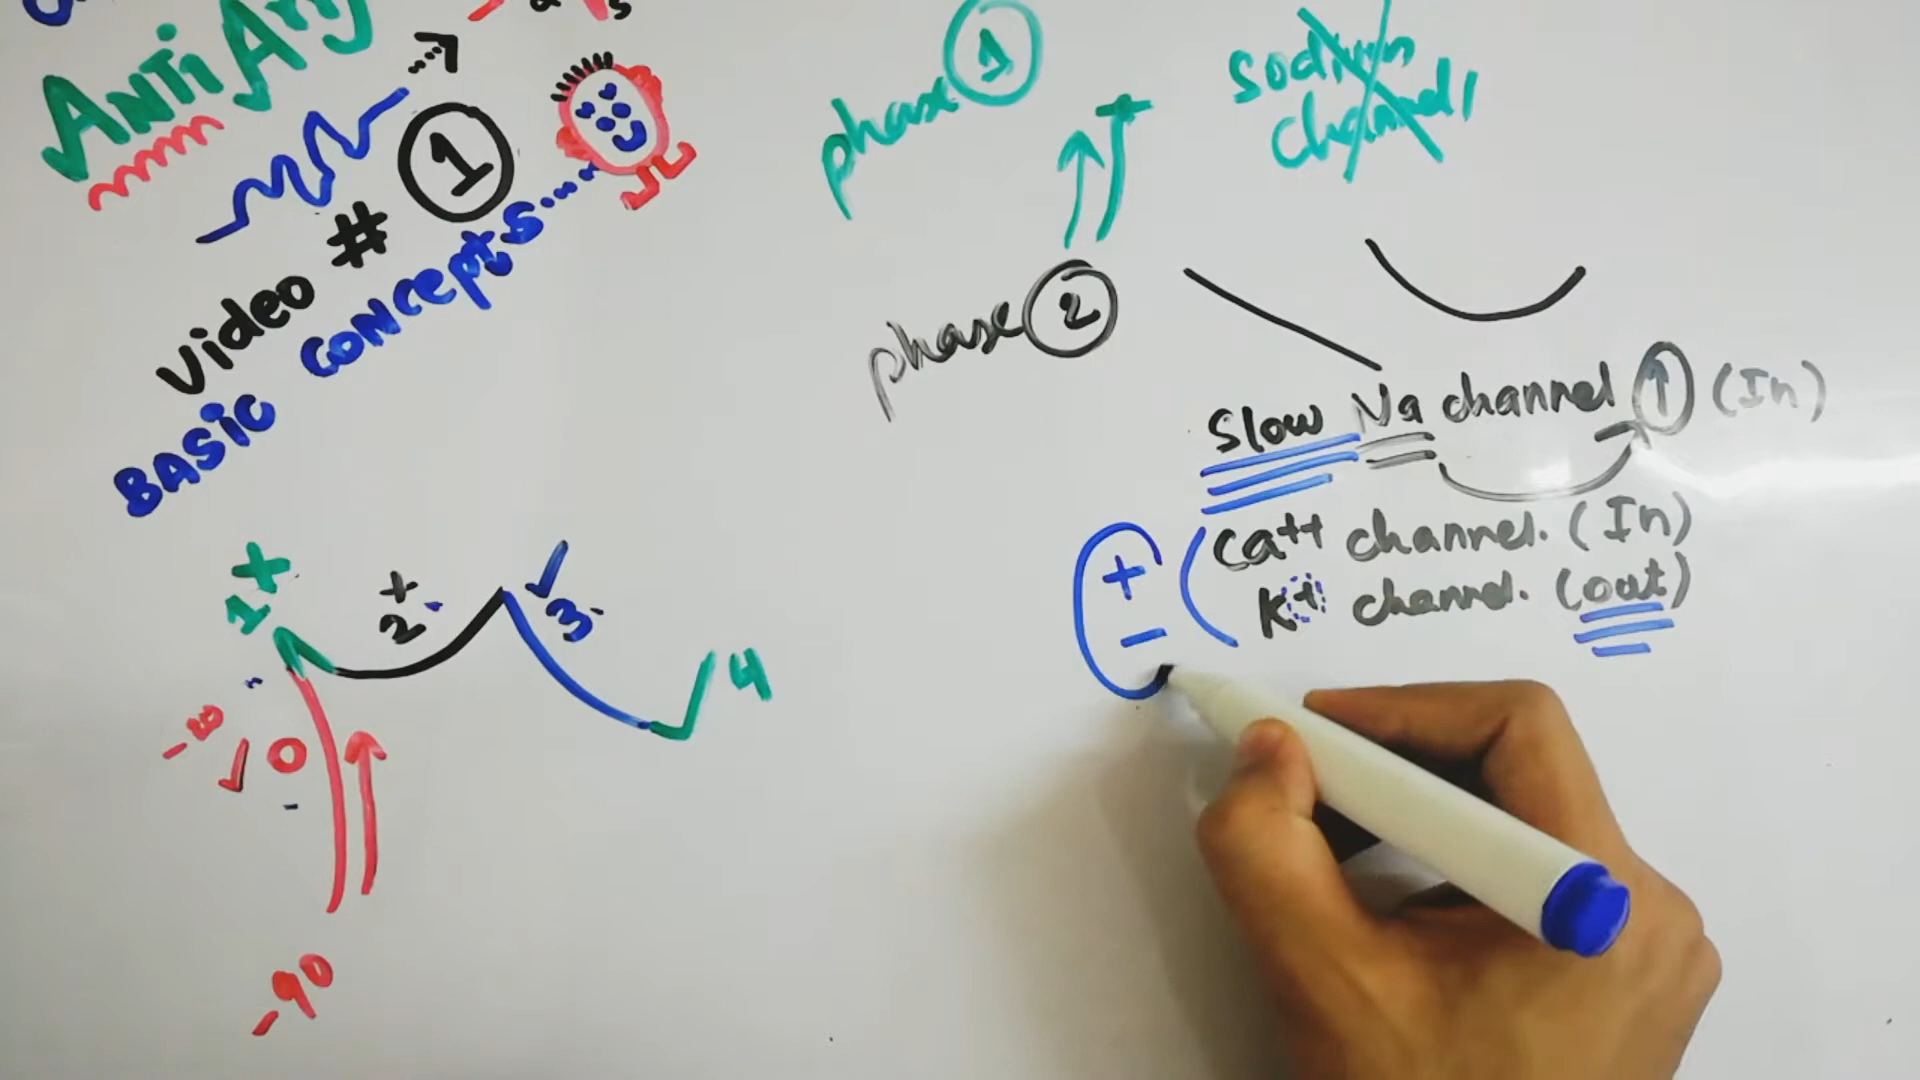 ANTi Arry
Video # 1
BASIC CONCEPTS.....
phase 1
Sodium
channel
phase 2
Slow Na channel ↑ (In)
Ca++ channel. (In)
K+ channel. (out)
+
-
1 +
+
2
3
4
0
-90